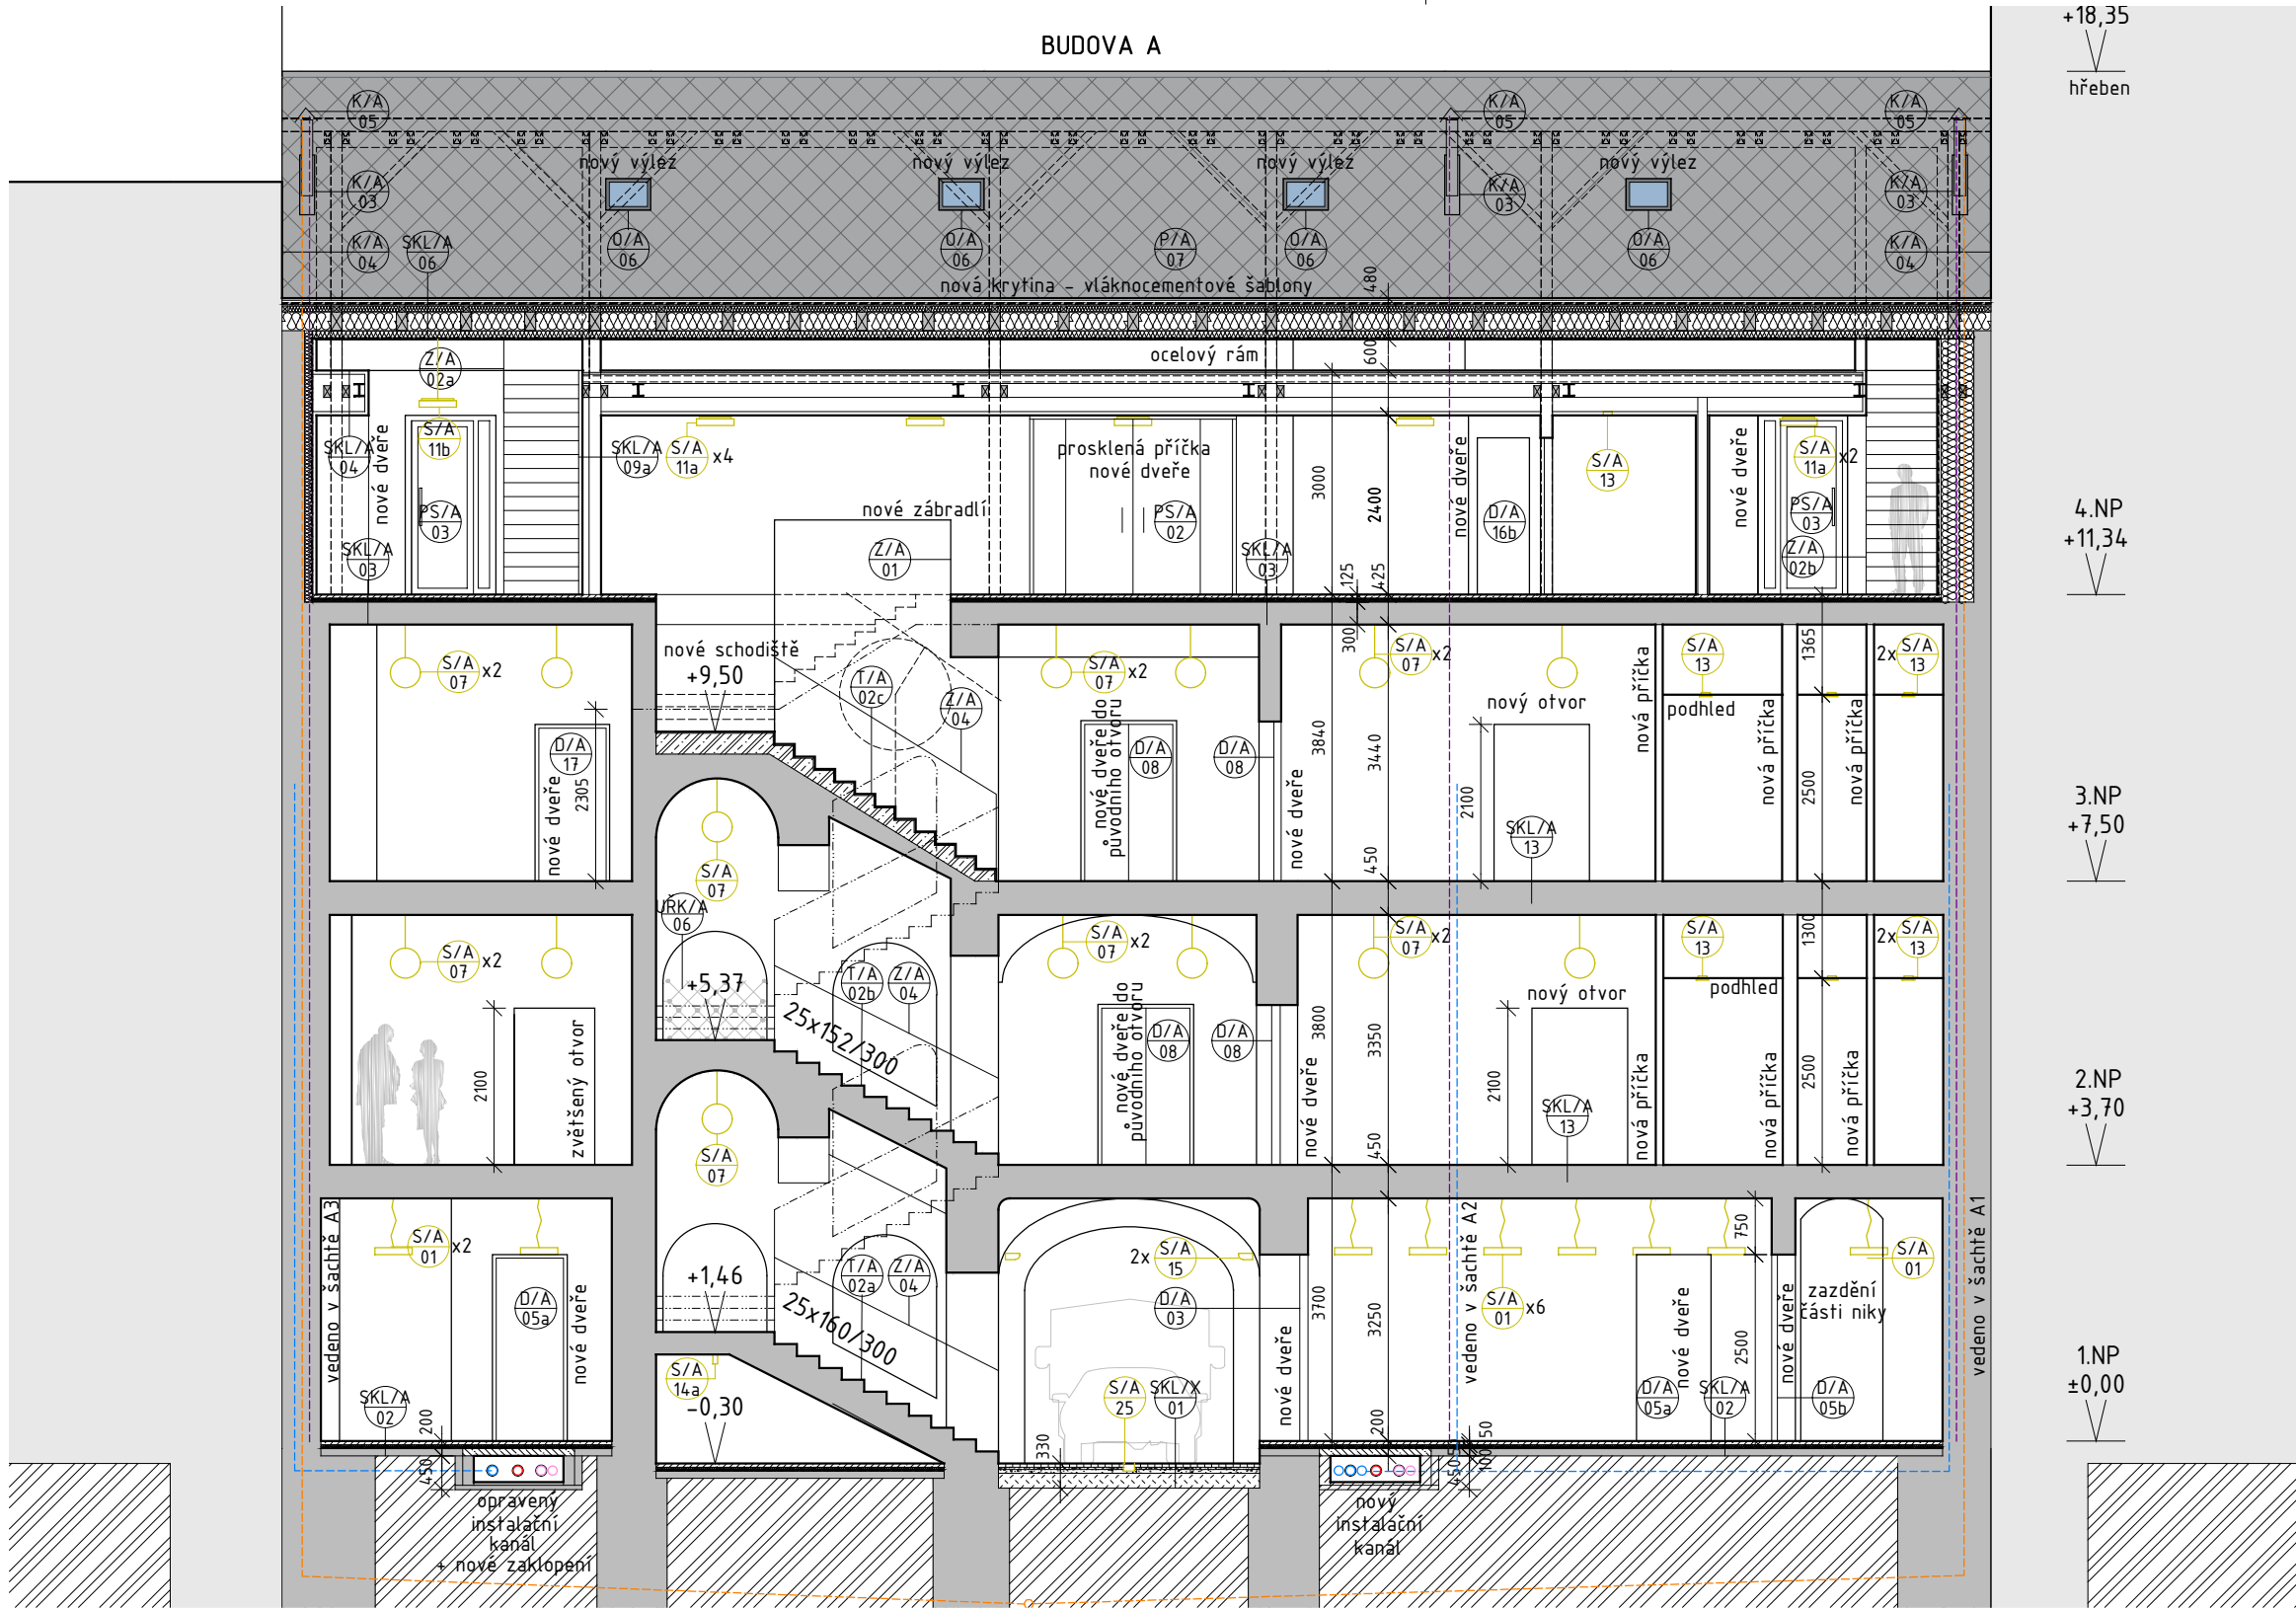 BUDOVA A
+18,35
hřeben
K/A
05
K/A
05
K/A
05
nový výlez
nový výlez
nový výlez
nový výlez
K/A
03
K/A
03
K/A
03
K/A
04
SKL/A
06
O/A
06
O/A
06
P/A
07
O/A
06
O/A
06
K/A
04
nová krytina – vláknocementové šablony
480
ocelový rám
600
Z/A
02a
S/A
11b
SKL/A
04
nové dveře
SKL/A
09a
S/A
11a
x4
prosklená příčka
nové dveře
3000
2400
nové dveře
S/A
13
nové dveře
S/A
11a
x2
PS/A
03
nové zábradlí
PS/A
02
D/A
16b
PS/A
03
4.NP
+11,34
SKL/A
03
Z/A
01
SKL/A
03
Z/A
02b
125
425
300
nové schodiště
+9,50
S/A
07
x2
T/A
02c
Z/A
04
S/A
07
x2
S/A
07
x2
S/A
13
1365
2x
S/A
13
nový otvor
podhled
nová příčka
nová příčka
nová příčka
D/A
17
nové dveře
2305
nové dveře do
původního otvoru
D/A
08
D/A
08
nové dveře
3840
3440
2100
2500
3.NP
+7,50
SKL/A
13
450
S/A
07
URK/A
06
S/A
07
x2
+5,37
T/A
02b
Z/A
04
25x152/300
S/A
07
x2
S/A
07
x2
S/A
13
1300
2x
S/A
13
podhled
nový otvor
2100
zvětšený otvor
nové dveře do
původního otvoru
D/A
08
D/A
08
nové dveře
3800
3350
2100
SKL/A
13
nová příčka
nová příčka
nová příčka
2500
2.NP
+3,70
450
S/A
07
vedeno v šachtě A3
S/A
01
x2
+1,46
T/A
02a
Z/A
04
25x160/300
2x
S/A
15
D/A
03
3700
3250
vedeno v šachtě A2
S/A
01
x6
750
S/A
01
zazdění
části niky
vedeno v šachtě A1
D/A
05a
nové dveře
nové dveře
nové dveře
nové dveře
2500
1.NP
±0,00
SKL/A
02
200
S/A
14a
-0,30
S/A
25
SKL/X
01
D/A
05a
SKL/A
02
D/A
05b
330
200
450
450
opravený
instalační
kanál
+ nové zaklopení
nový
instalační
kanál